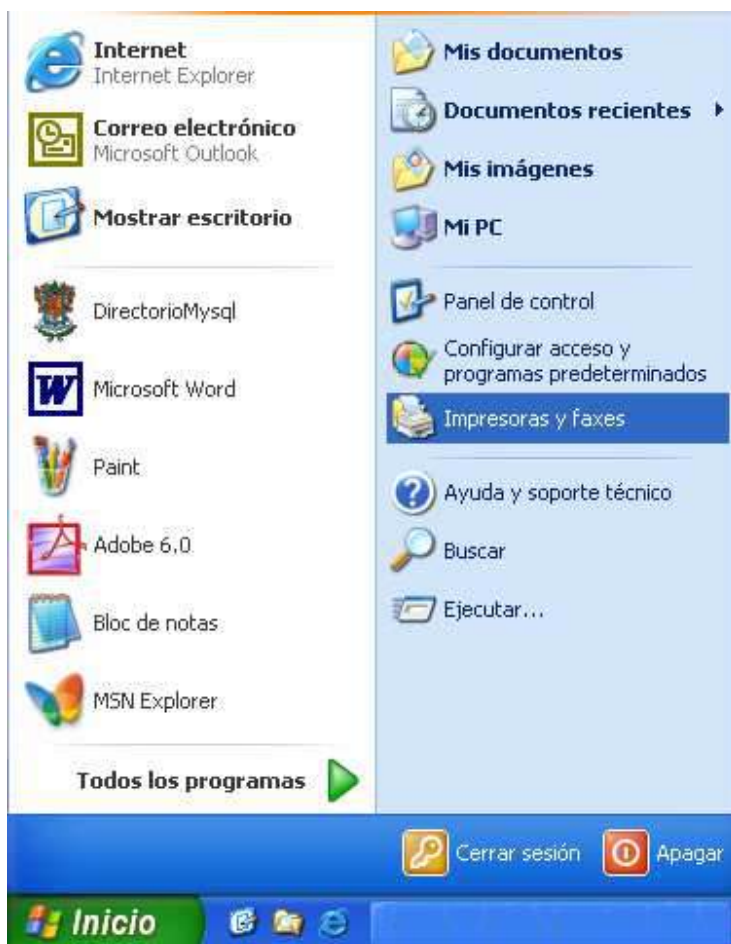 Internet
Internet Explorer
Correo electrónico
Microsoft Outlook
Mostrar escritorio
DirectorioMysql
Microsoft Word
Paint
Adobe 6.0
Bloc de notas
MSN Explorer
Todos los programas
Mis documentos
Documentos recientes
Mis imágenes
Mi PC
Panel de control
Configurar acceso y
programas predeterminados
Impresoras y faxes
Ayuda y soporte técnico
Buscar
Ejecutar...
Cerrar sesión
Apagar
Inicio